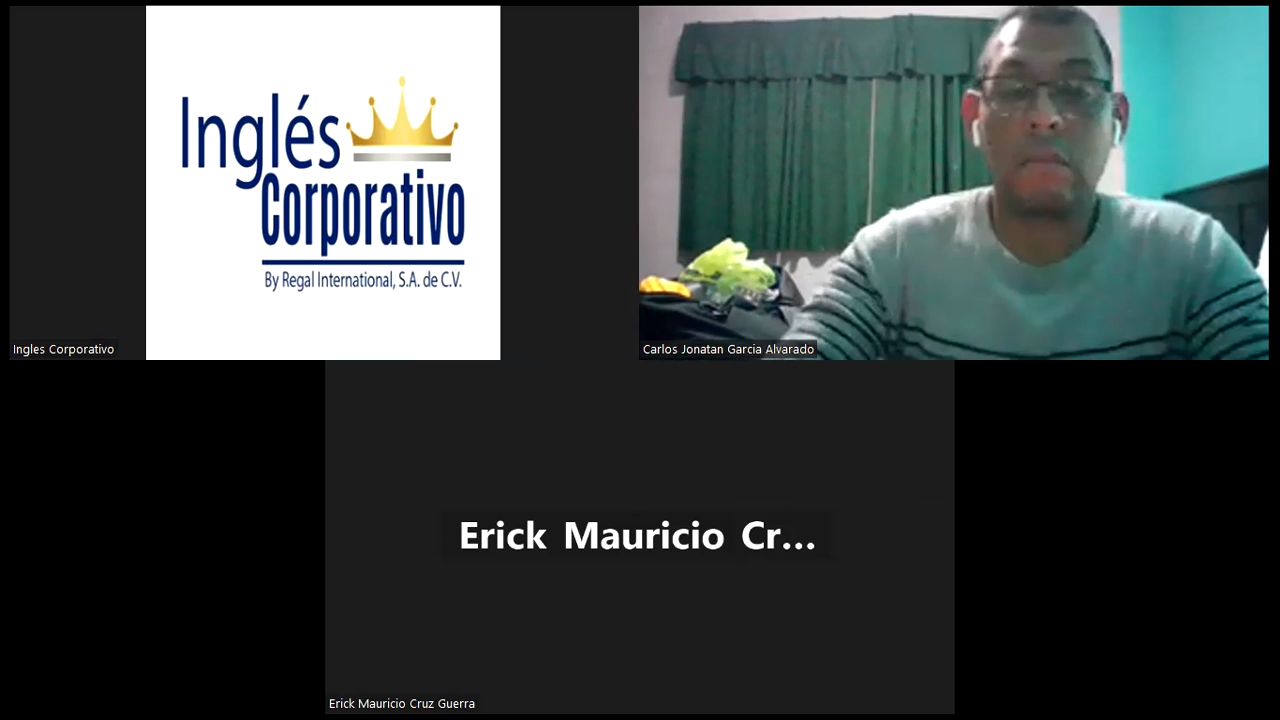 Inglés
Corporativo
By Regal International, S.A. de C.V.
Ingles Corporativo
Carlos Jonatan Garcia Alvarado
Erick Mauricio Cr...
Erick Mauricio Cruz Guerra